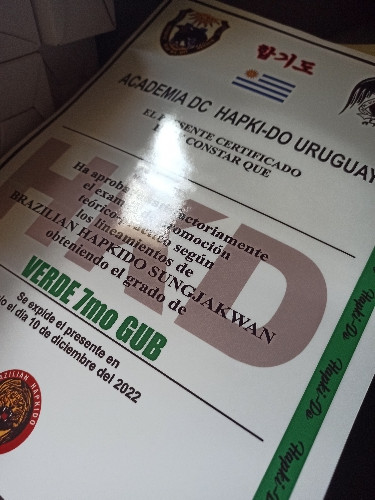 합기도
ACADEMIA DC HAPKI-DO URUGUAY
EL PRESENTE CERTIFICADO
CONSTAR QUE
HKD
Ha aprobado satisfactoriamente
el examen de promoción
teórico según
los lineamientos de
BRAZILIAN HAPKIDO SUNGJAKWAN
obteniendo el grado de
VERDE 7mo GUB
Se expide el presente en
el día 10 de diciembre del 2022
BRAZILIAN HAPKIDO
Hapki-Do
Hapki-Do
Hapki-Do